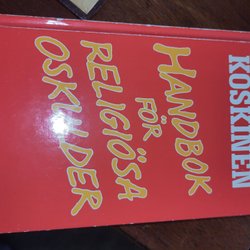 KOSKINEN
HANDBOK
FÖR
RELIGIÖSA
OSKULDER